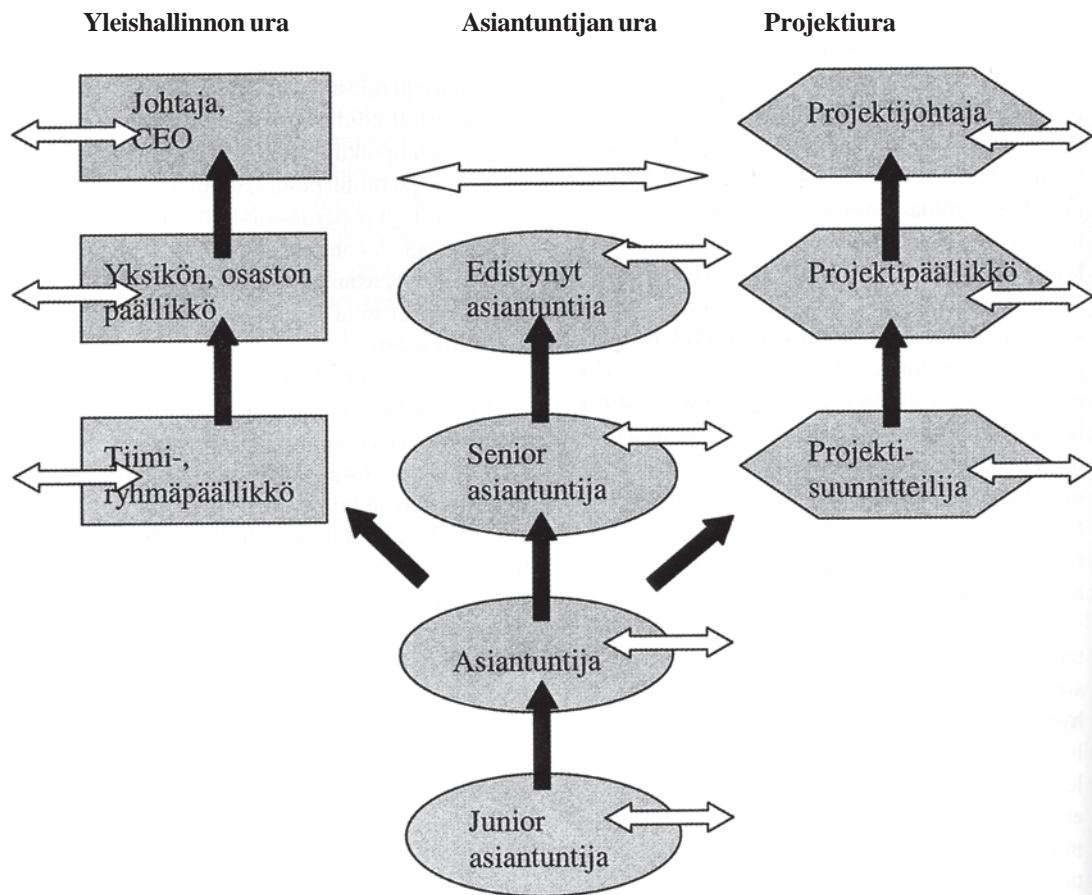 Yleishallinnon ura
Asiantuntijan ura
Projektiura
Johtaja,
CEO
Projektijohtaja
Yksikön, osaston
päällikkö
Edistynyt
asiantuntija
Projektipäällikkö
Tiimi-,
ryhmäpäällikkö
Senior
asiantuntija
Projekti-
suunnitteilija
Asiantuntija
Junior
asiantuntija